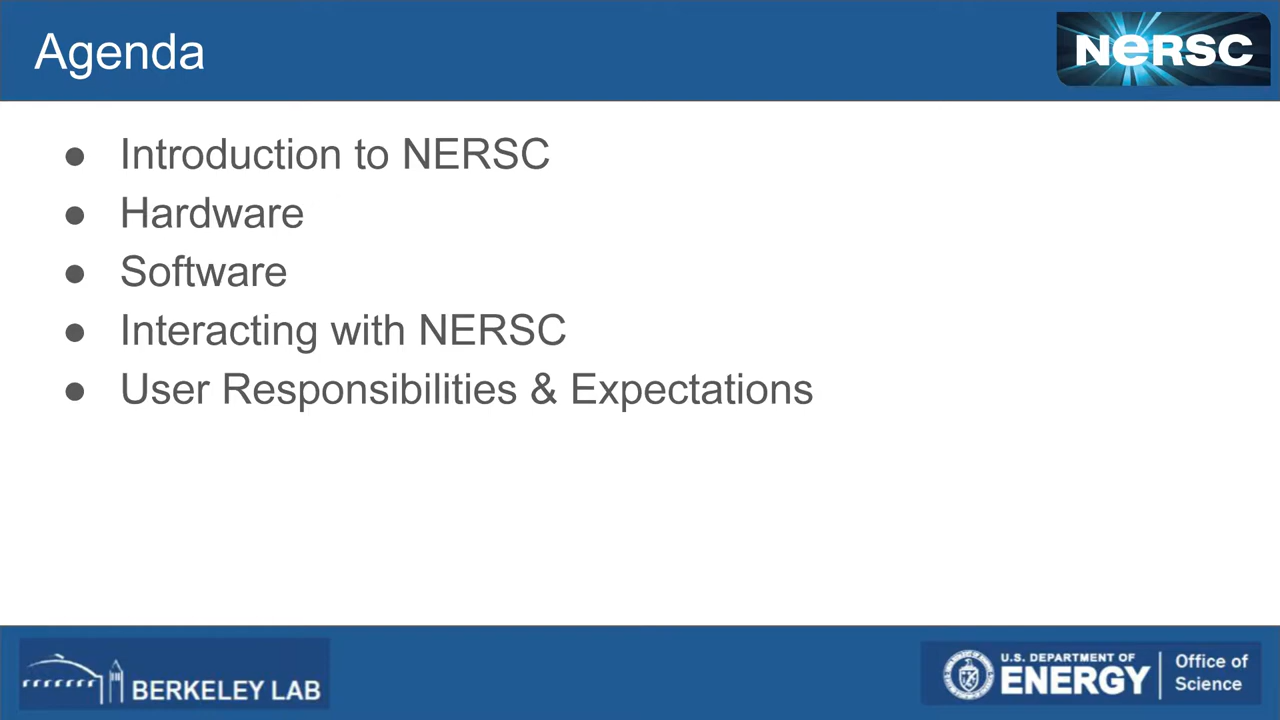 Agenda
NERSC
● Introduction to NERSC
● Hardware
● Software
● Interacting with NERSC
● User Responsibilities & Expectations
BERKELEY LAB
U.S. DEPARTMENT OF
ENERGY
Office of
Science